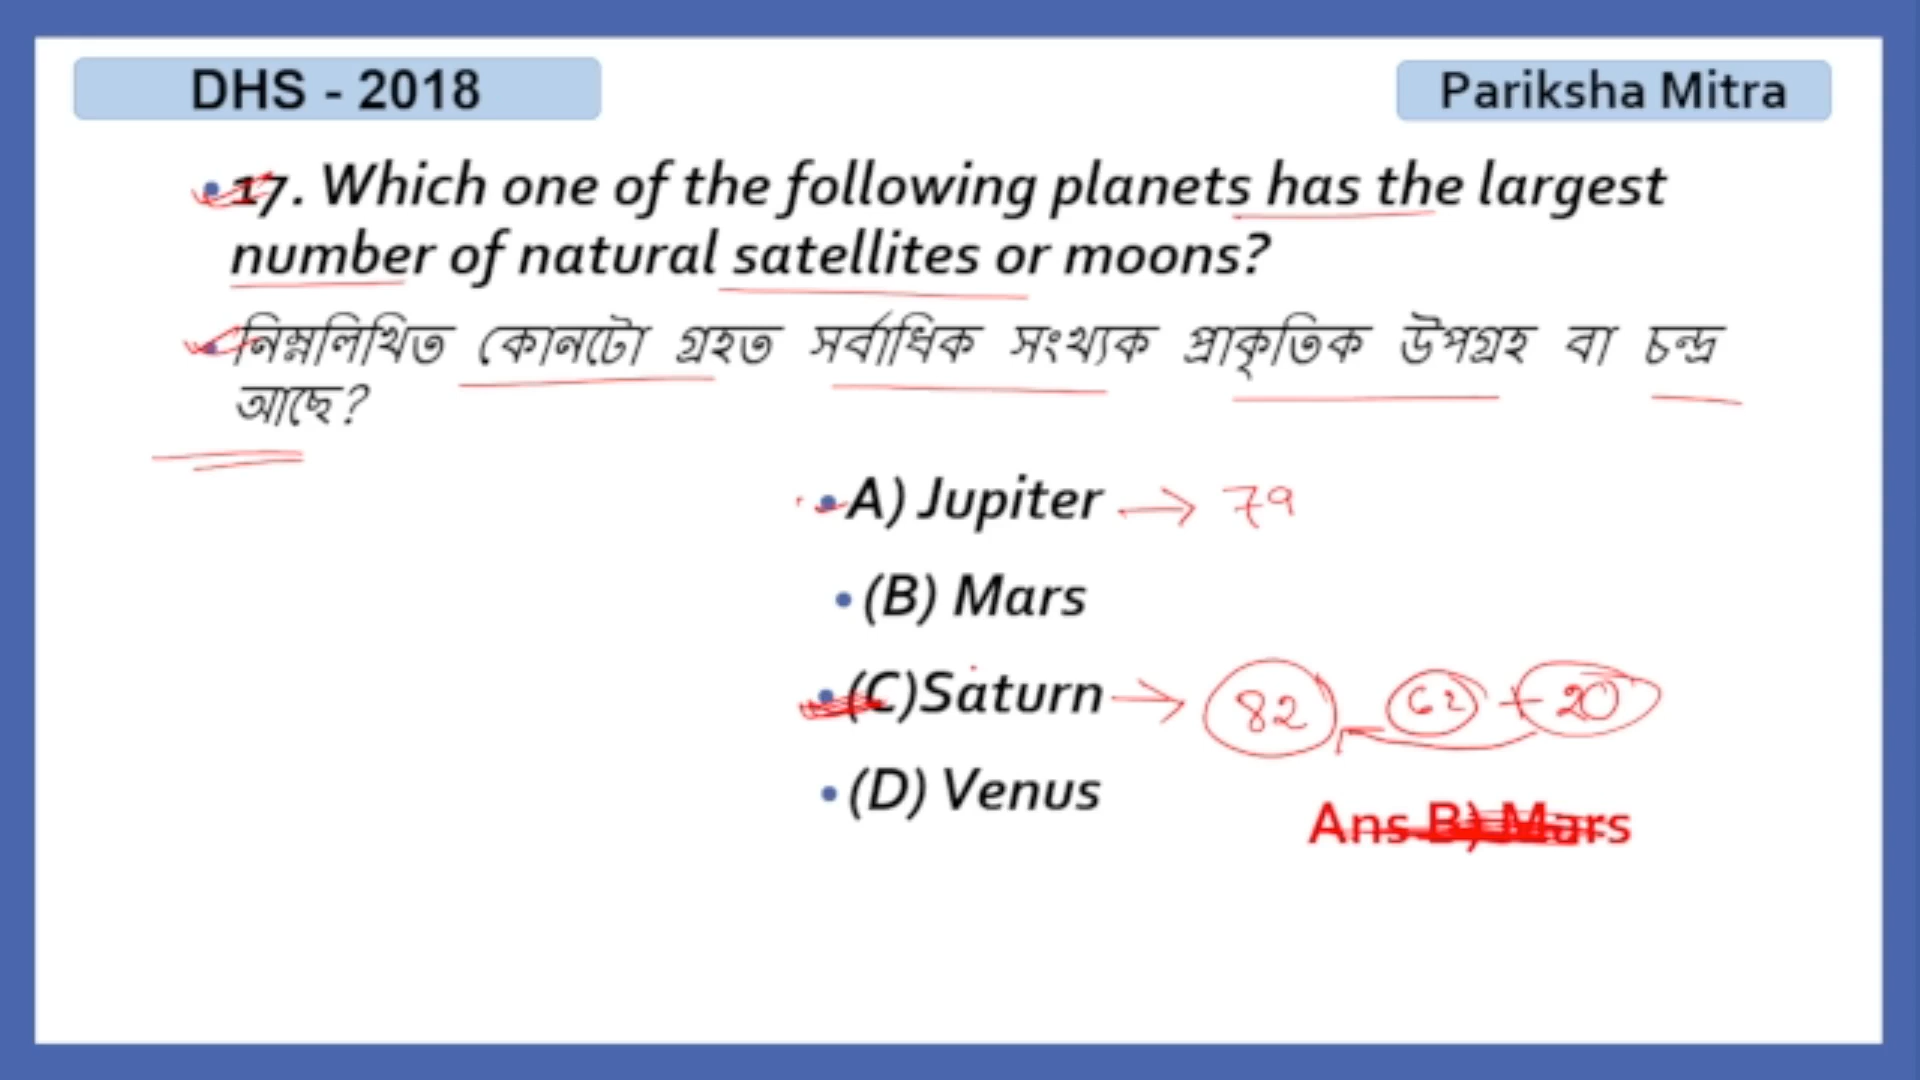 DHS - 2018
Pariksha Mitra
17. Which one of the following planets has the largest
number of natural satellites or moons?
নিম্নলিখিত কোনটো গ্ৰহত সৰ্বাধিক সংখ্যক প্ৰাকৃতিক উপগ্ৰহ বা চন্দ্ৰ
আছে?
A) Jupiter → 79
(B) Mars
(C)Saturn → 82 62 + 20
(D) Venus
Ans B) Mars